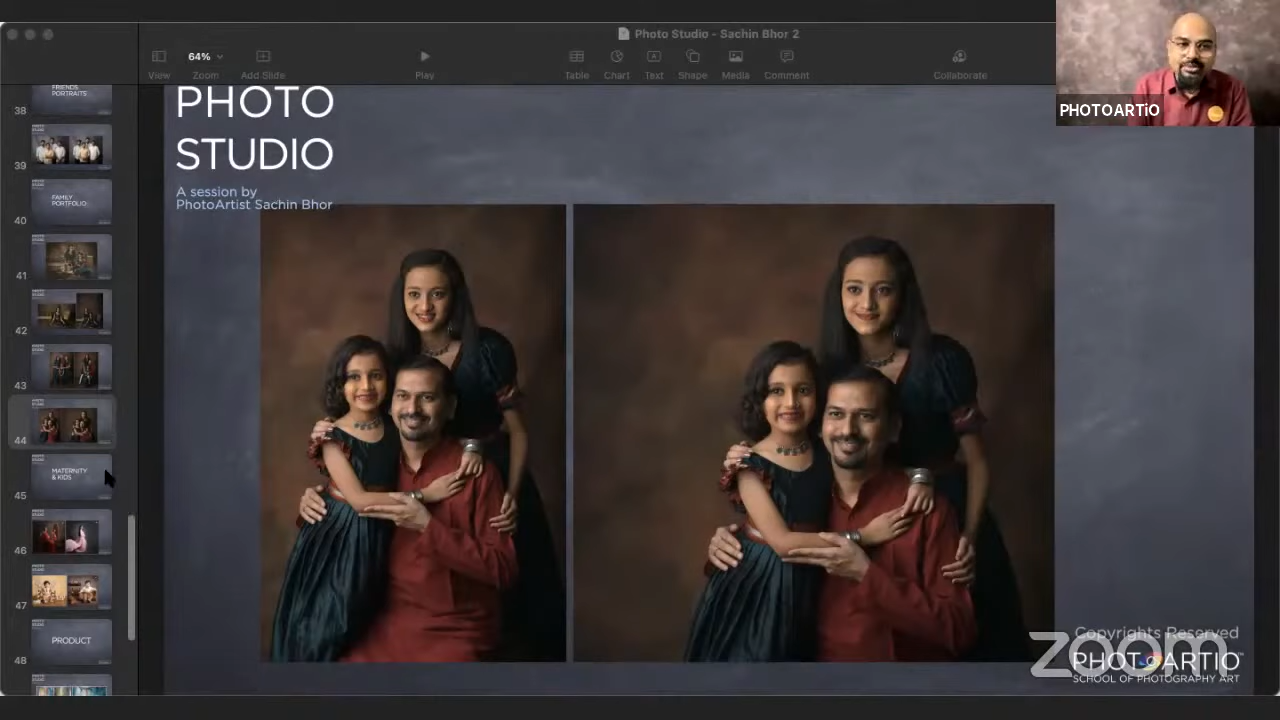 Photo Studio - Sachin Bhor 2
64%
View
Zoom
Add Slide
Play
Table
Chart
Text
Shape
Media
Comment
Collaborate
PHOTOARTiO
38
FRIENDS
PORTRAITS
39
40
FAMILY
PORTFOLIO
41
42
43
44
45
MATERNITY
& KIDS
46
47
48
PRODUCT
PHOTO
STUDIO
A session by
PhotoArtist Sachin Bhor
Copyrights Reserved
zoom
PHOTOARTIO
SCHOOL OF PHOTOGRAPHY ART